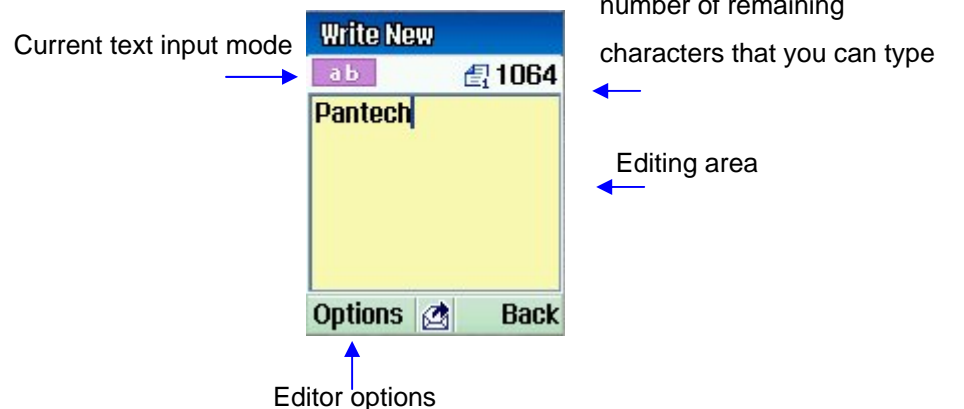 number of remaining
characters that you can type
Current text input mode
Write New
ab
1 1064
Pantech
Editing area
Options
Back
Editor options